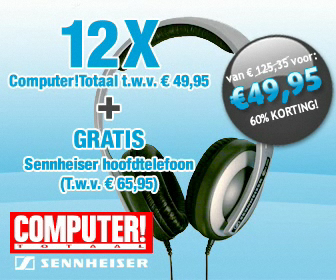 12X
Computer!Totaal t.w.v. € 49,95
+
GRATIS
Sennheiser hoofdtelefoon
(T.w.v. € 65,95)
van € 125,35 voor:
€49,95
60% KORTING!
COMPUTER!
TOTAAL
SENNHEISER